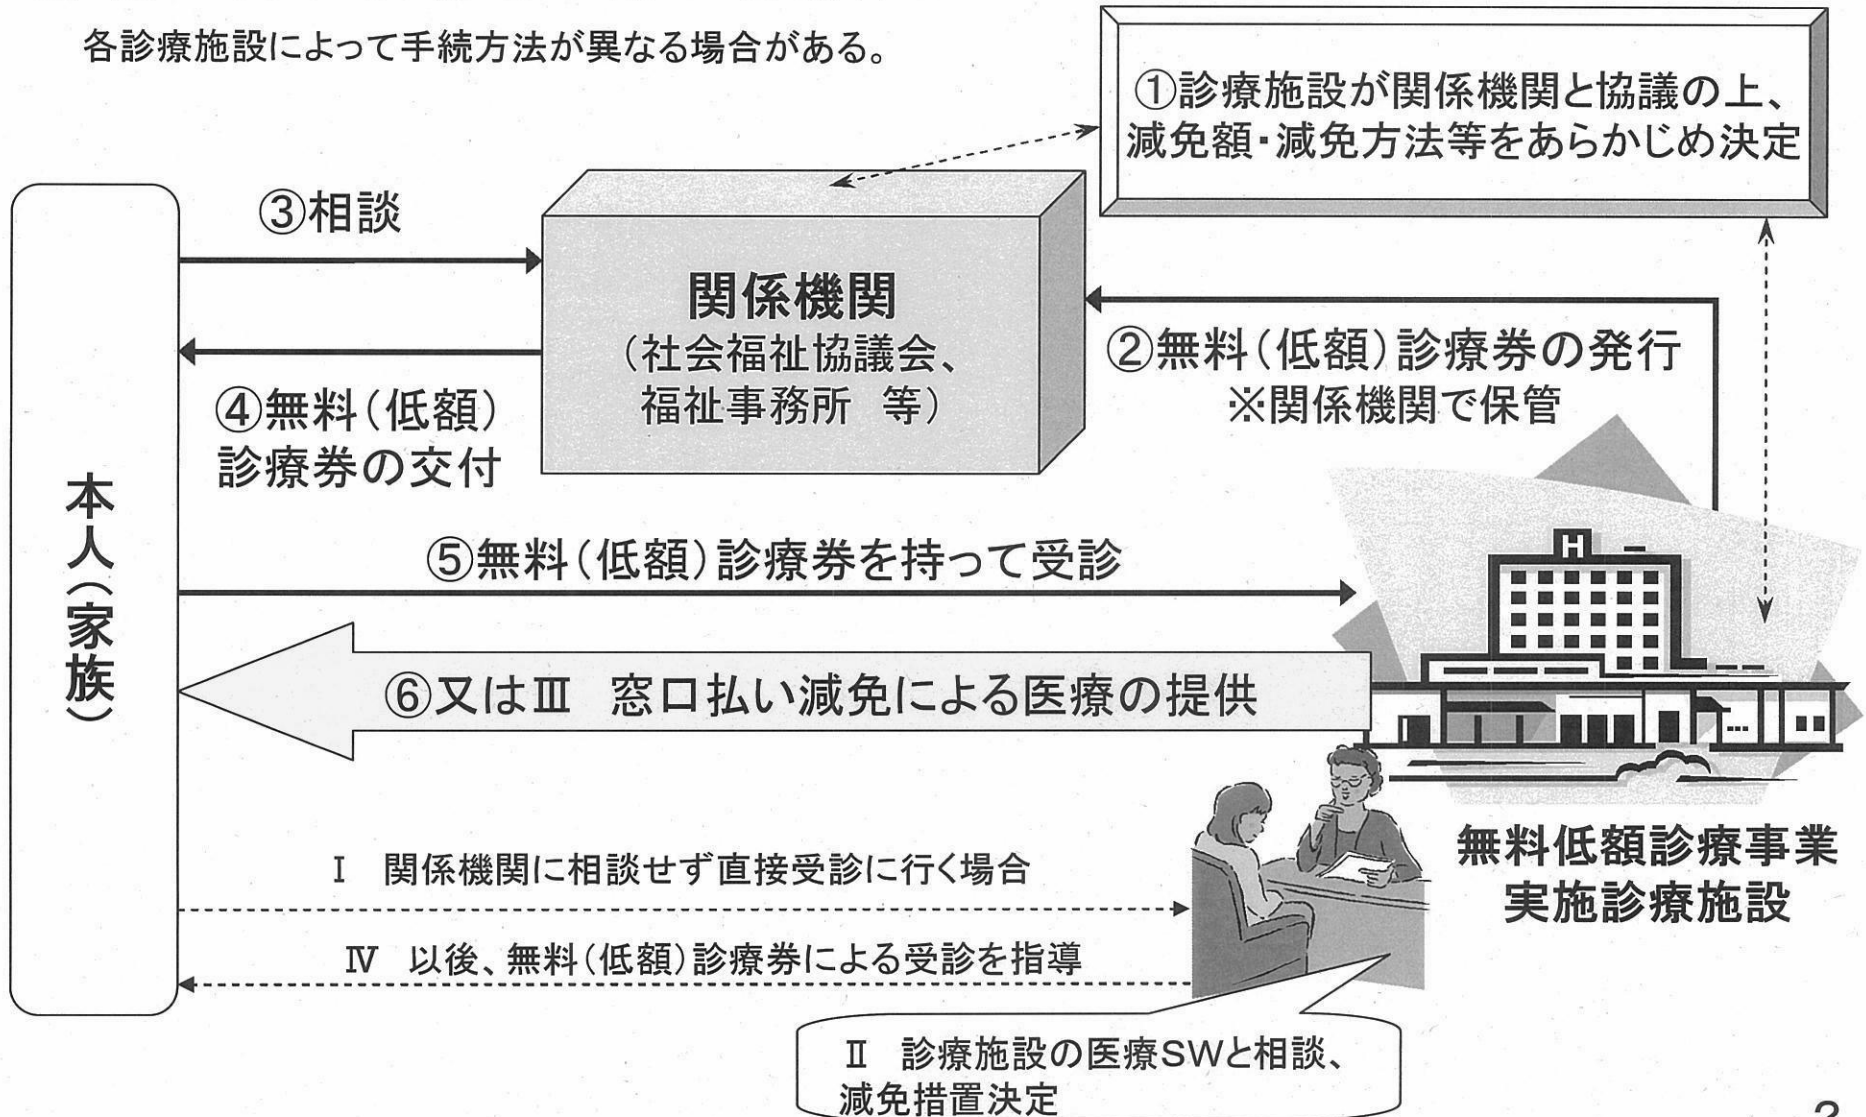 各診療施設によって手続方法が異なる場合がある。
①診療施設が関係機関と協議の上、
減免額・減免方法等をあらかじめ決定
③相談
関係機関
(社会福祉協議会、
福祉事務所 等)
②無料(低額)診療券の発行
※関係機関で保管
④無料(低額)
診療券の交付
本人(家族)
⑤無料(低額)診療券を持って受診
H
⑥又はⅢ 窓口払い減免による医療の提供
無料低額診療事業
実施診療施設
Ⅰ 関係機関に相談せず直接受診に行く場合
Ⅳ 以後、無料(低額)診療券による受診を指導
Ⅱ 診療施設の医療SWと相談、
減免措置決定